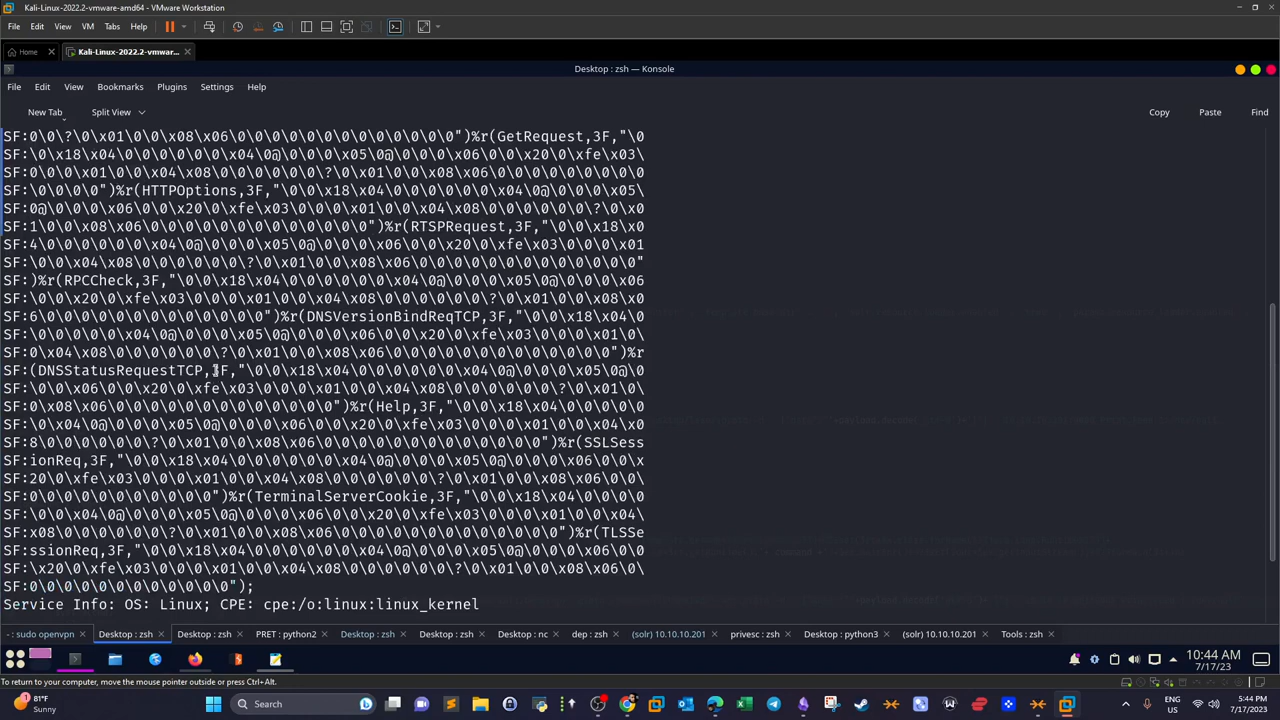 Kali-Linux-2022.2-vmware-amd64 - VMware Workstation
File Edit View VM Tabs Help
Home Kali-Linux-2022.2-vmwar...
Desktop : zsh — Konsole
File Edit View Bookmarks Plugins Settings Help
New Tab Split View Copy Paste Find
SF:0\0\?\0\x01\0\0\x08\x06\0\0\0\0\0\0\0\0\0\0\0\0\0")%r(GetRequest,3F,"\0
SF:\0\x18\x04\0\0\0\0\0\0\x04\0@\0\0\0\x05\0@\0\0\0\x06\0\0\x20\0\xfe\x03\
SF:0\0\0\x01\0\0\x04\x08\0\0\0\0\0\0\?\0\x01\0\0\x08\x06\0\0\0\0\0\0\0\0\0
SF:\0\0\0\0")%r(HTTPOptions,3F,"\0\0\x18\x04\0\0\0\0\0\0\x04\0@\0\0\0\x05\
SF:0@\0\0\0\x06\0\0\x20\0\xfe\x03\0\0\0\x01\0\0\x04\x08\0\0\0\0\0\0\?\0\x0
SF:1\0\0\x08\x06\0\0\0\0\0\0\0\0\0\0\0\0\0")%r(RTSPRequest,3F,"\0\0\x18\x0
SF:4\0\0\0\0\0\0\x04\0@\0\0\0\x05\0@\0\0\0\x06\0\0\x20\0\xfe\x03\0\0\0\x01
SF:\0\0\x04\x08\0\0\0\0\0\0\?\0\x01\0\0\x08\x06\0\0\0\0\0\0\0\0\0\0\0\0\0"
SF:)%r(RPCCheck,3F,"\0\0\x18\x04\0\0\0\0\0\0\x04\0@\0\0\0\x05\0@\0\0\0\x06
SF:\0\0\x20\0\xfe\x03\0\0\0\x01\0\0\x04\x08\0\0\0\0\0\0\?\0\x01\0\0\x08\x0
SF:6\0\0\0\0\0\0\0\0\0\0\0\0\0")%r(DNSVersionBindReqTCP,3F,"\0\0\x18\x04\0
SF:\0\0\0\0\0\x04\0@\0\0\0\x05\0@\0\0\0\x06\0\0\x20\0\xfe\x03\0\0\0\x01\0\
SF:0\x04\x08\0\0\0\0\0\0\?\0\x01\0\0\x08\x06\0\0\0\0\0\0\0\0\0\0\0\0\0")%r
SF:(DNSStatusRequestTCP,3F,"\0\0\x18\x04\0\0\0\0\0\0\x04\0@\0\0\0\x05\0@\0
SF:\0\0\x06\0\0\x20\0\xfe\x03\0\0\0\x01\0\0\x04\x08\0\0\0\0\0\0\?\0\x01\0\
SF:0\x08\x06\0\0\0\0\0\0\0\0\0\0\0\0\0")%r(Help,3F,"\0\0\x18\x04\0\0\0\0\0
SF:\0\x04\0@\0\0\0\x05\0@\0\0\0\x06\0\0\x20\0\xfe\x03\0\0\0\x01\0\0\x04\x0
SF:8\0\0\0\0\0\0\?\0\x01\0\0\x08\x06\0\0\0\0\0\0\0\0\0\0\0\0\0")%r(SSLSess
SF:ionReq,3F,"\0\0\x18\x04\0\0\0\0\0\0\x04\0@\0\0\0\x05\0@\0\0\0\x06\0\0\x
SF:20\0\xfe\x03\0\0\0\x01\0\0\x04\x08\0\0\0\0\0\0\?\0\x01\0\0\x08\x06\0\0\
SF:0\0\0\0\0\0\0\0\0\0\0")%r(TerminalServerCookie,3F,"\0\0\x18\x04\0\0\0\0
SF:\0\0\x04\0@\0\0\0\x05\0@\0\0\0\x06\0\0\x20\0\xfe\x03\0\0\0\x01\0\0\x04\
SF:x08\0\0\0\0\0\0\?\0\x01\0\0\x08\x06\0\0\0\0\0\0\0\0\0\0\0\0\0")%r(TLSSe
SF:ssionReq,3F,"\0\0\x18\x04\0\0\0\0\0\0\x04\0@\0\0\0\x05\0@\0\0\0\x06\0\0
SF:\x20\0\xfe\x03\0\0\0\x01\0\0\x04\x08\0\0\0\0\0\0\?\0\x01\0\0\x08\x06\0\
SF:0\0\0\0\0\0\0\0\0\0\0\0");
Service Info: OS: Linux; CPE: cpe:/o:linux:linux_kernel
- : sudo openvpn Desktop : zsh Desktop : zsh PRET : python2 Desktop : zsh Desktop : zsh Desktop : nc dep : zsh (solr) 10.10.10.201 privesc : zsh Desktop : python3 (solr) 10.10.10.201 Tools : zsh
10:44 AM
7/17/23
To return to your computer, move the mouse pointer outside or press Ctrl+Alt.
81°F
Sunny
Search
ENG
US
5:44 PM
7/17/2023